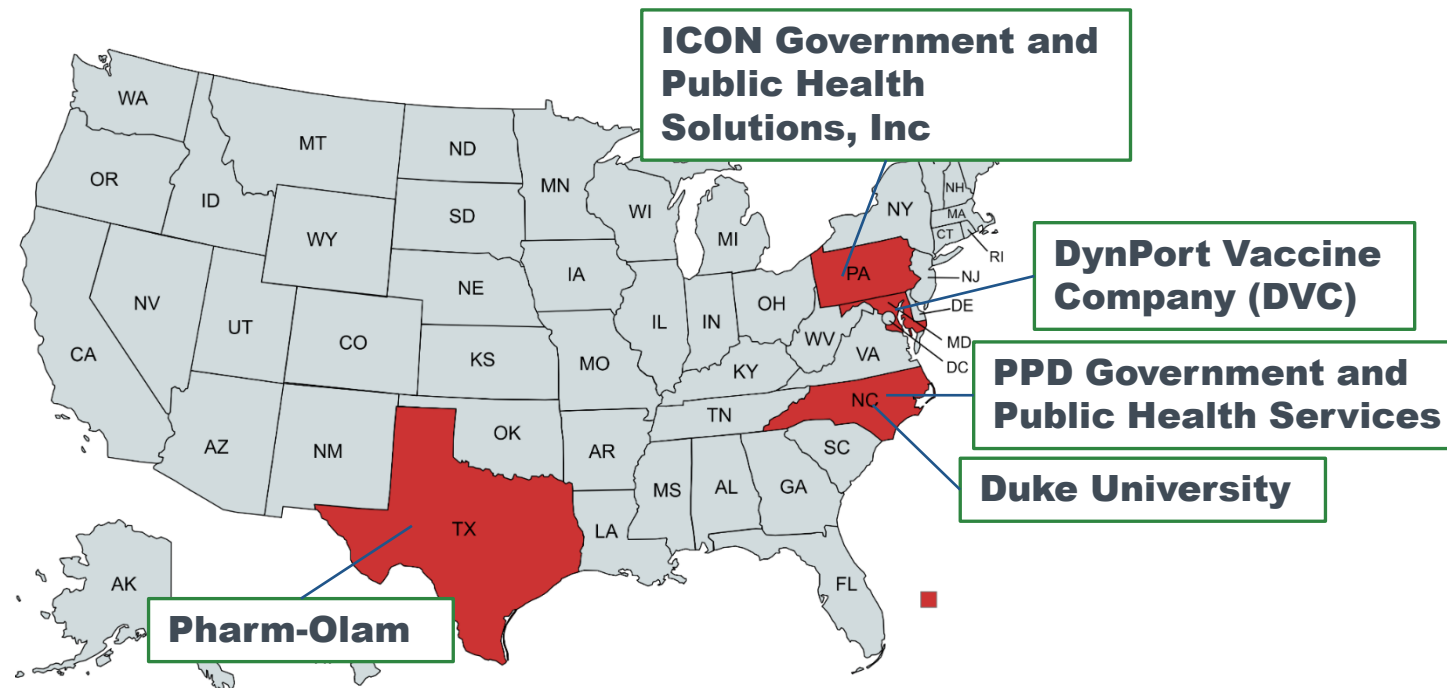 ICON Government and
Public Health
Solutions, Inc
WA
MT
ND
MN
OR
ID
SD
WI
MI
NY
NH
MA
CT
RI
WY
IA
PA
NJ
DynPort Vaccine
Company (DVC)
NV
NE
IL
IN
OH
DE
UT
CO
WV
MD
CA
KS
MO
VA
DC
KY
PPD Government and
Public Health Services
NC
TN
AZ
NM
OK
AR
SC
MS
AL
GA
Duke University
TX
LA
AK
FL
Pharm-Olam